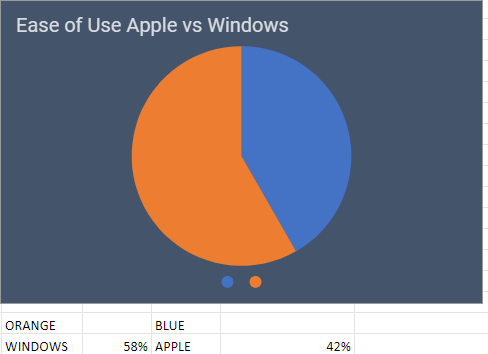 Ease of Use Apple vs Windows
ORANGE BLUE
WINDOWS 58% APPLE 42%